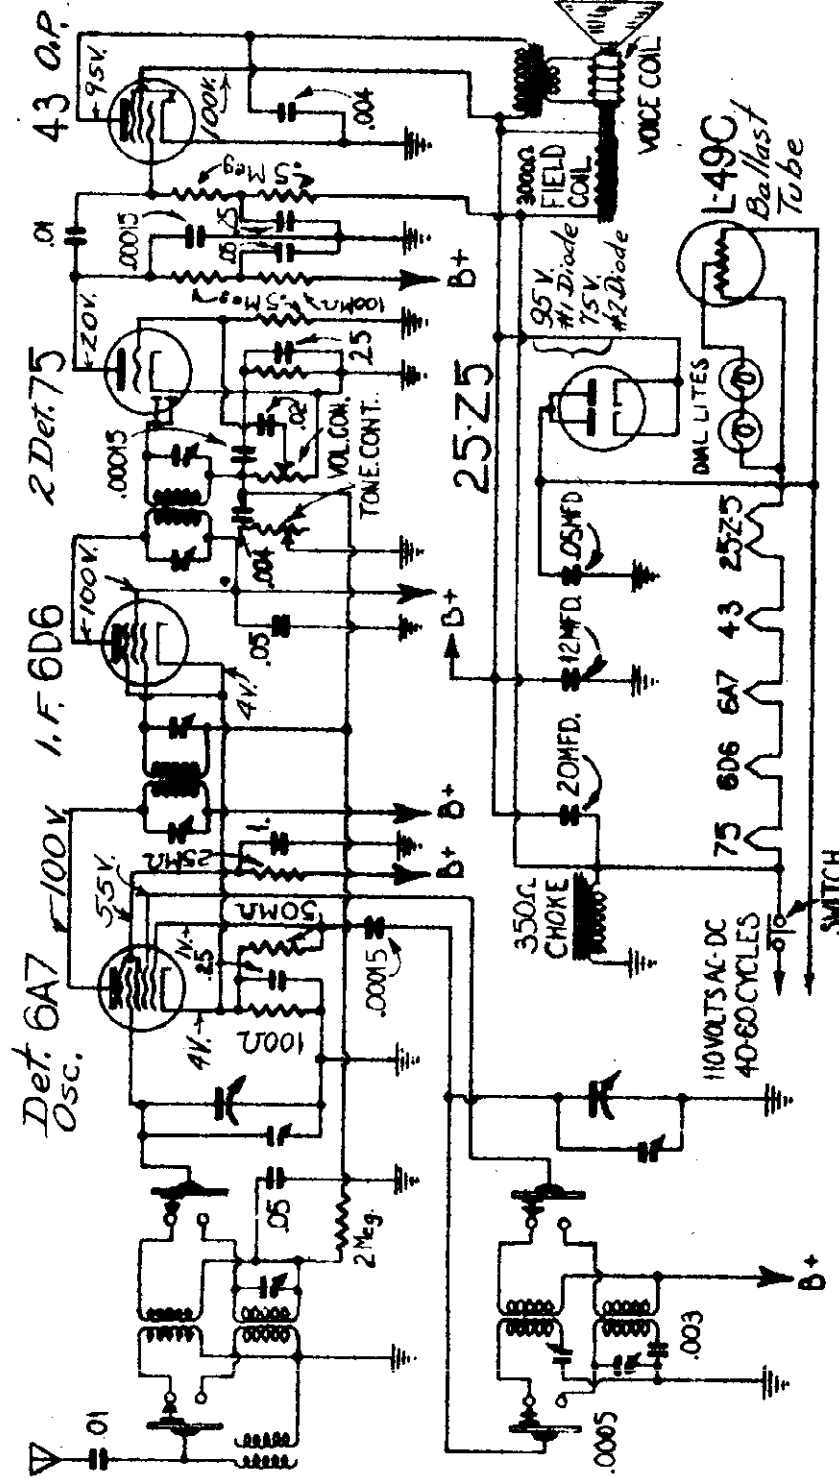 Det. 6A7
Osc.
100V
I.F. 6D6
100V.
2 Det. 75
20V.
43 O.P.
95V.
100V.
.01
.05
2 Meg.
4V.
100Ω
1V.
.25
50MΩ
.00015
55V.
25MΩ
.1
B+
B+
4V.
.05
B+
.004
TONE.CONT.
VOL.CON.
.00015
.02
.25
100MΩ
.01
.00015
.05
B+
.5 Meg
.004
VOICE COIL
3000Ω
FIELD
COIL
.0005
.003
B+
110 VOLTS AC-DC
40-60.CYCLES
SWITCH
350Ω
CHOKE
20MFD.
12MFD.
.05MFD
B+
25-Z5
95 V.
#1 Diode
75 V.
#2 Diode
75
6D6
6A7
43
25-Z-5
DIAL LITES
L-49C
Ballast
Tube